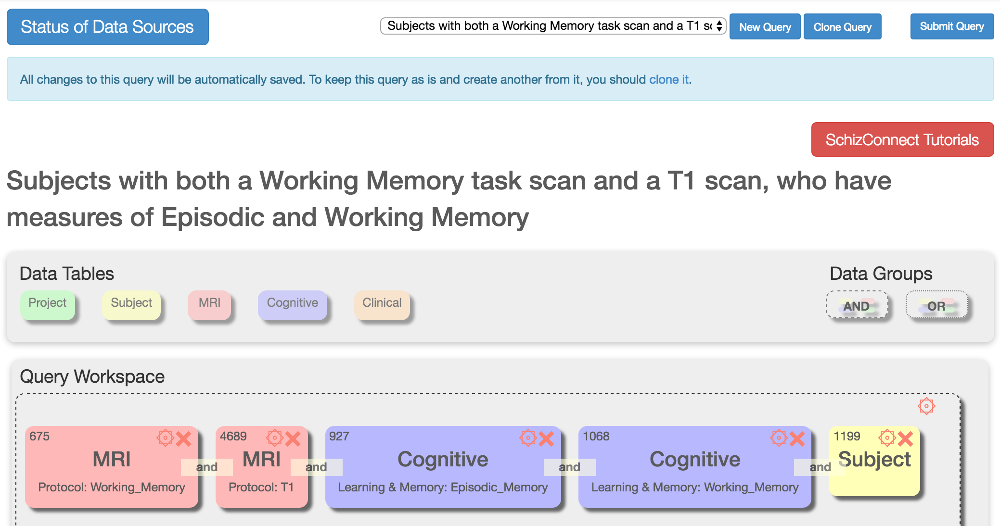 Status of Data Sources
Subjects with both a Working Memory task scan and a T1 sc
New Query
Clone Query
Submit Query
All changes to this query will be automatically saved. To keep this query as is and create another from it, you should clone it.
SchizConnect Tutorials
Subjects with both a Working Memory task scan and a T1 scan, who have
measures of Episodic and Working Memory
Data Tables
Data Groups
Project
Subject
MRI
Cognitive
Clinical
AND
OR
Query Workspace
675
MRI
Protocol: Working_Memory
and
4689
MRI
Protocol: T1
and
927
Cognitive
Learning & Memory: Episodic_Memory
and
1068
Cognitive
Learning & Memory: Working_Memory
and
1199
Subject